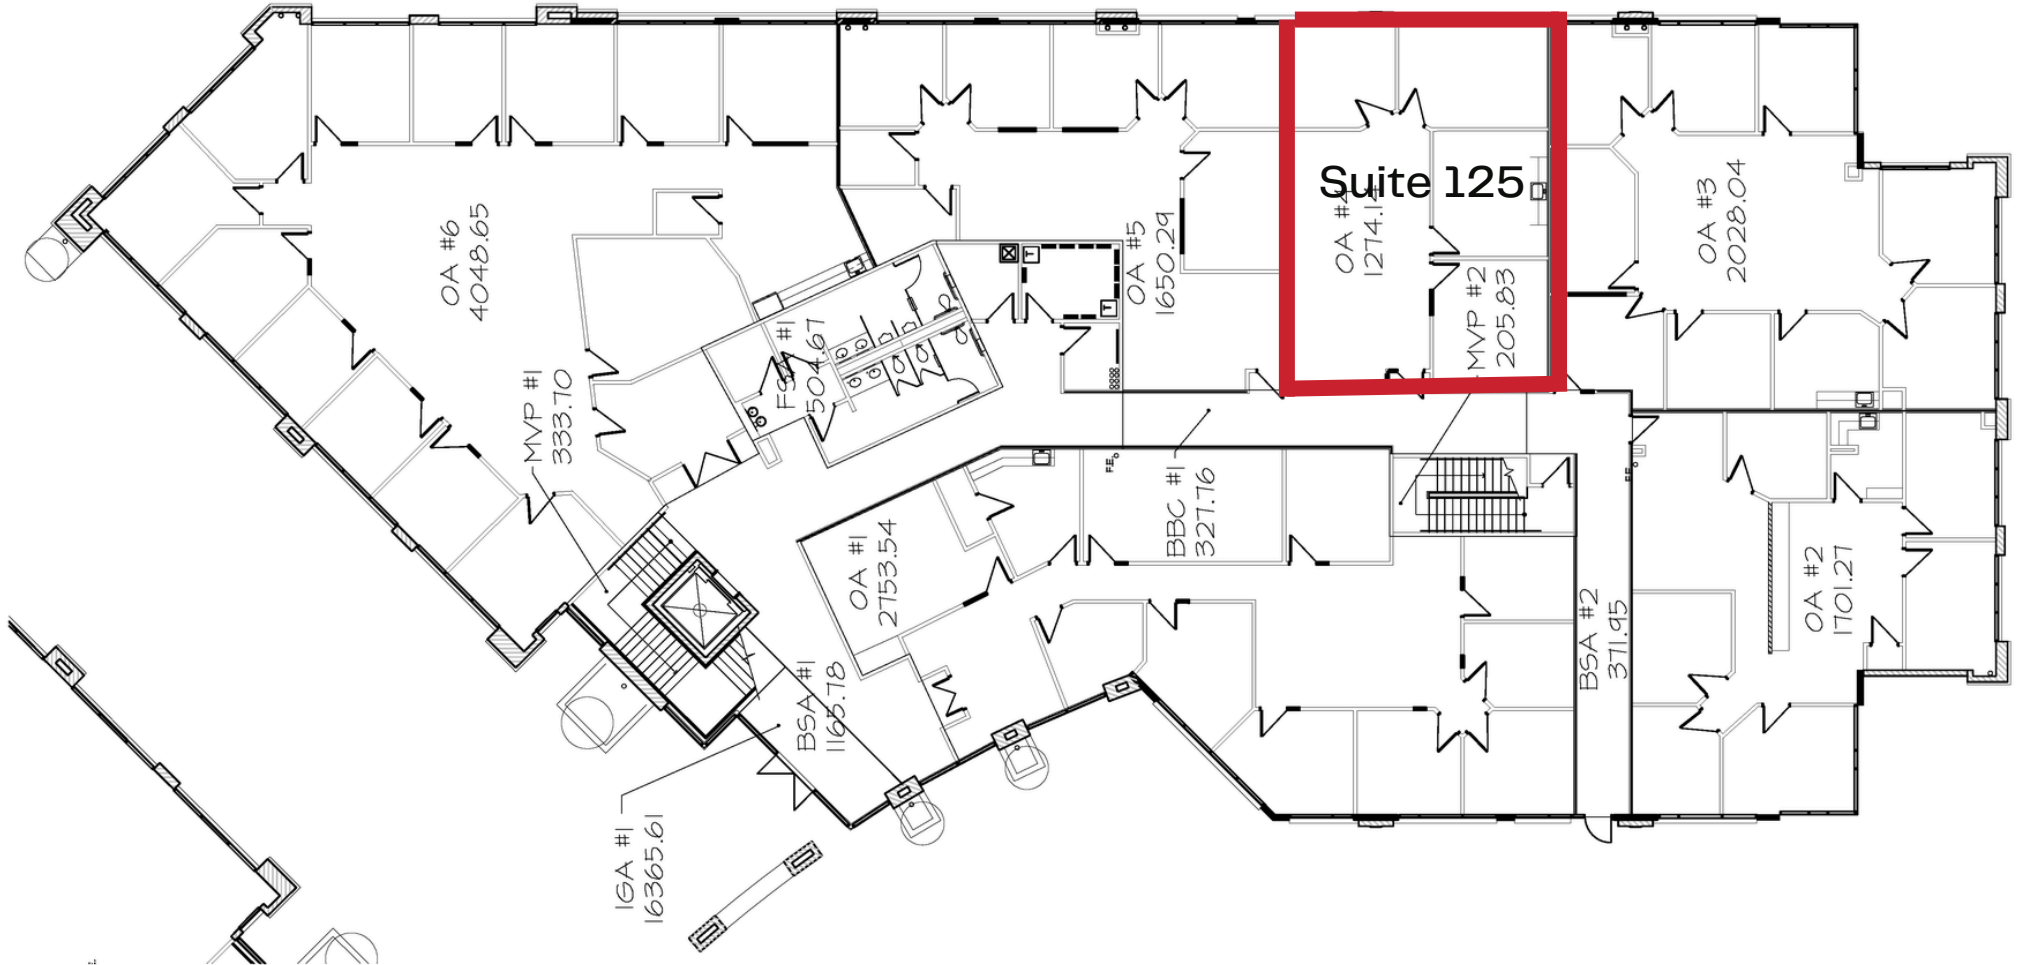 Suite 125
OA #6
4048.65
OA #5
1650.29
OA #4
1274.14
MVP #2
205.83
OA #3
2028.04
MVP #1
333.70
504.67
OA #1
2753.54
BBC #1
327.76
BSA #2
371.95
OA #2
1701.27
BSA #1
1165.78
IGA #1
16365.61
T
T
F.E.
F.E.